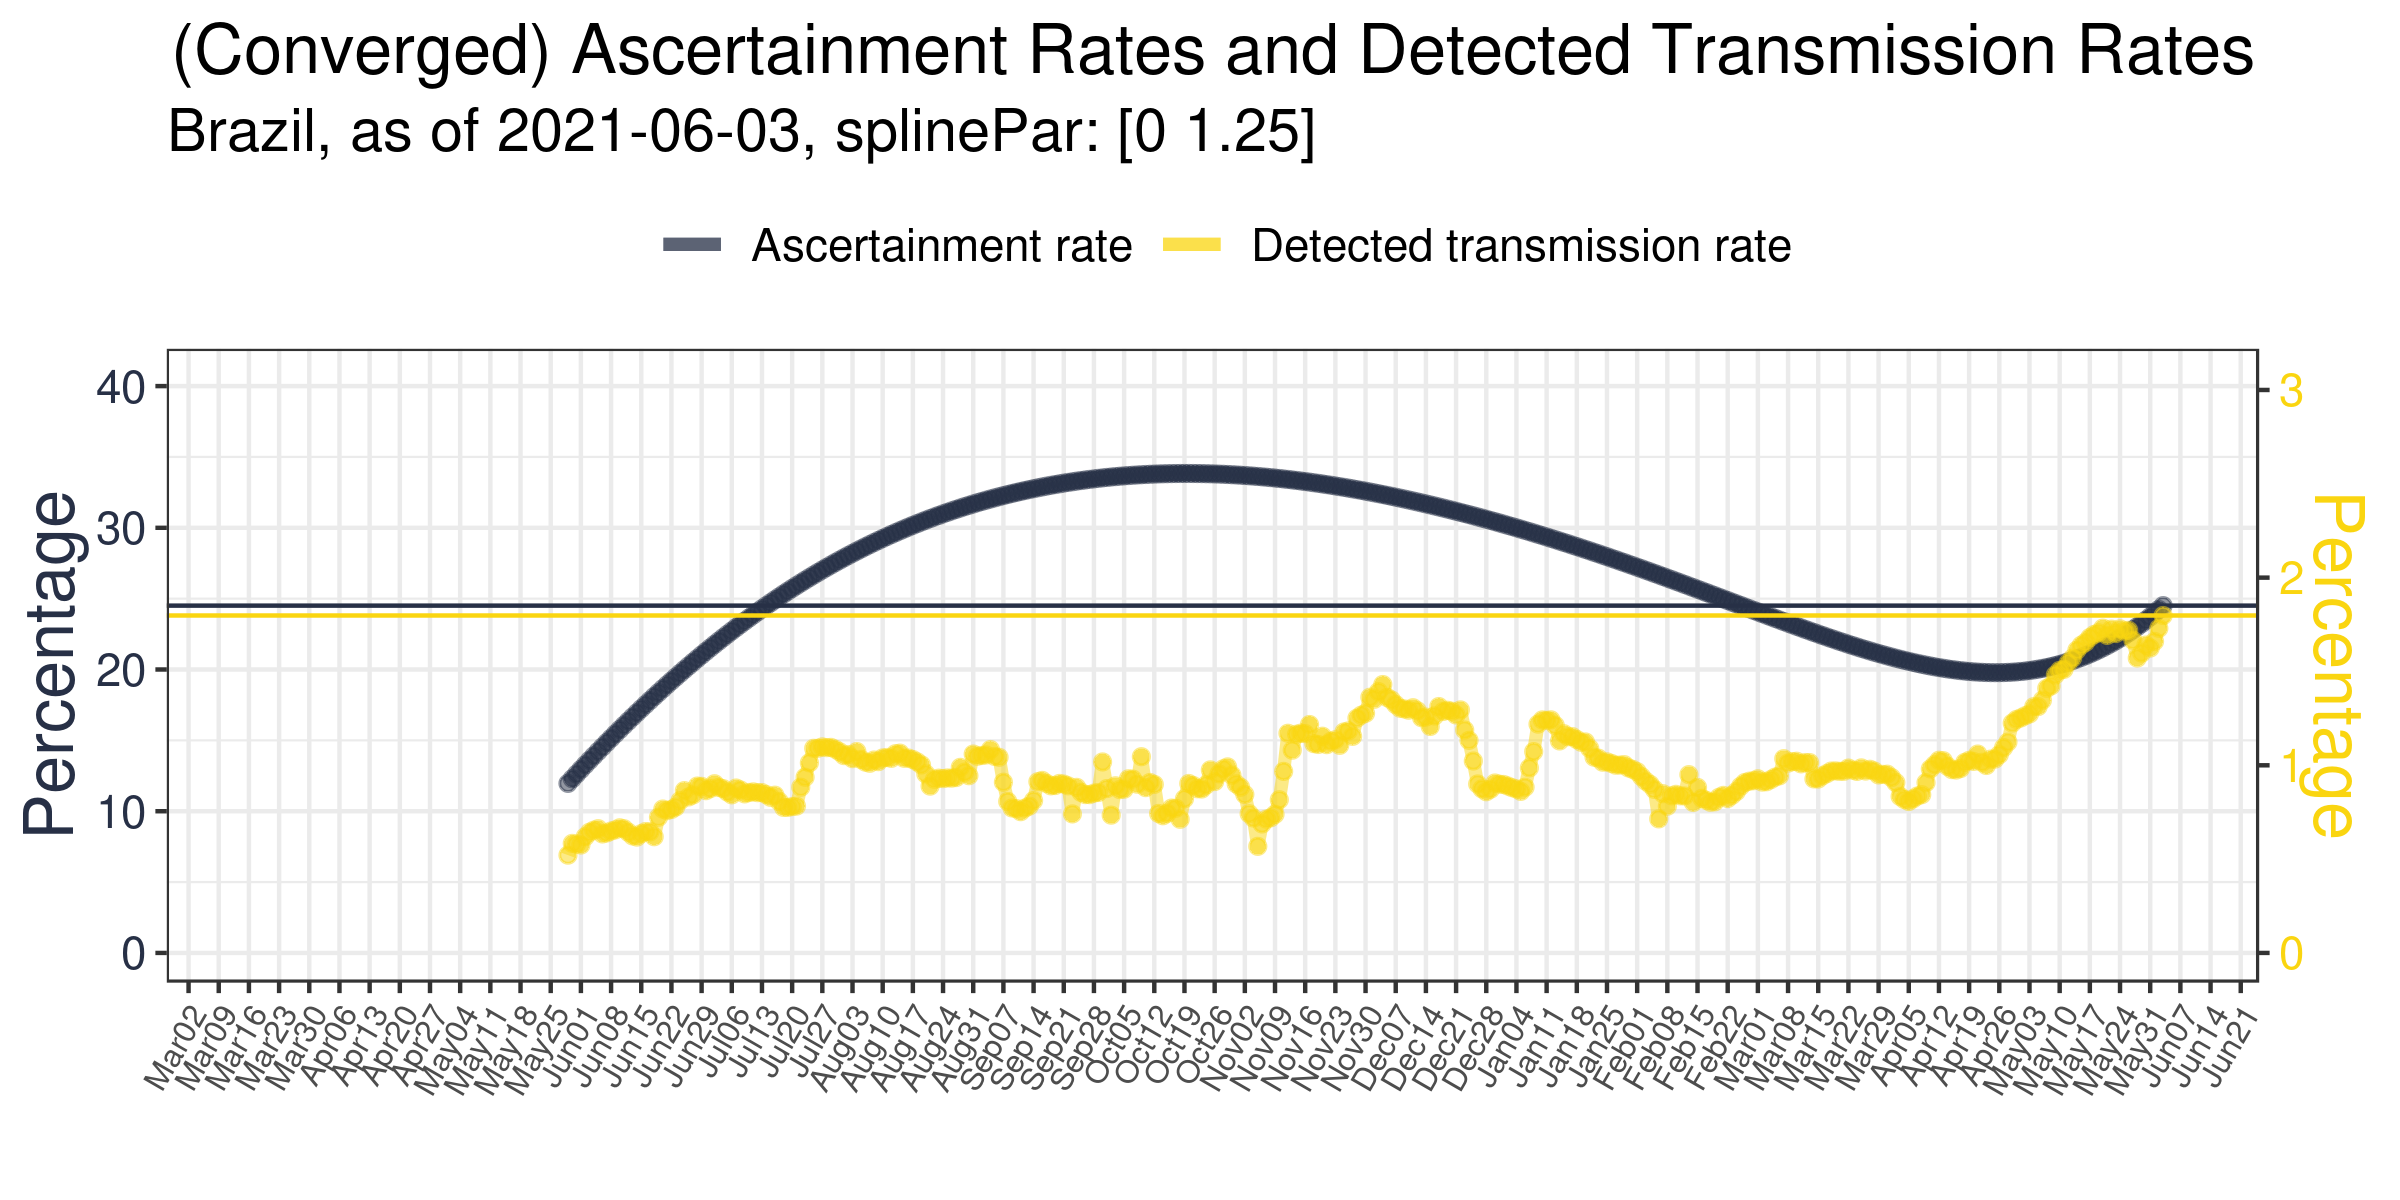 (Converged) Ascertainment Rates and Detected Transmission Rates
Brazil, as of 2021-06-03, splinePar: [0 1.25]
Ascertainment rate
Detected transmission rate
Percentage
40
30
20
10
0
3
2
1
0
Percentage
Mar02
Mar09
Mar16
Mar23
Mar30
Apr06
Apr13
Apr20
Apr27
May04
May11
May18
May25
Jun01
Jun08
Jun15
Jun22
Jun29
Jul06
Jul13
Jul20
Jul27
Aug03
Aug10
Aug17
Aug24
Aug31
Sep07
Sep14
Sep21
Sep28
Oct05
Oct12
Oct19
Oct26
Nov02
Nov09
Nov16
Nov23
Nov30
Dec07
Dec14
Dec21
Dec28
Jan04
Jan11
Jan18
Jan25
Feb01
Feb08
Feb15
Feb22
Mar01
Mar08
Mar15
Mar22
Mar29
Apr05
Apr12
Apr19
Apr26
May03
May10
May17
May24
May31
Jun07
Jun14
Jun21